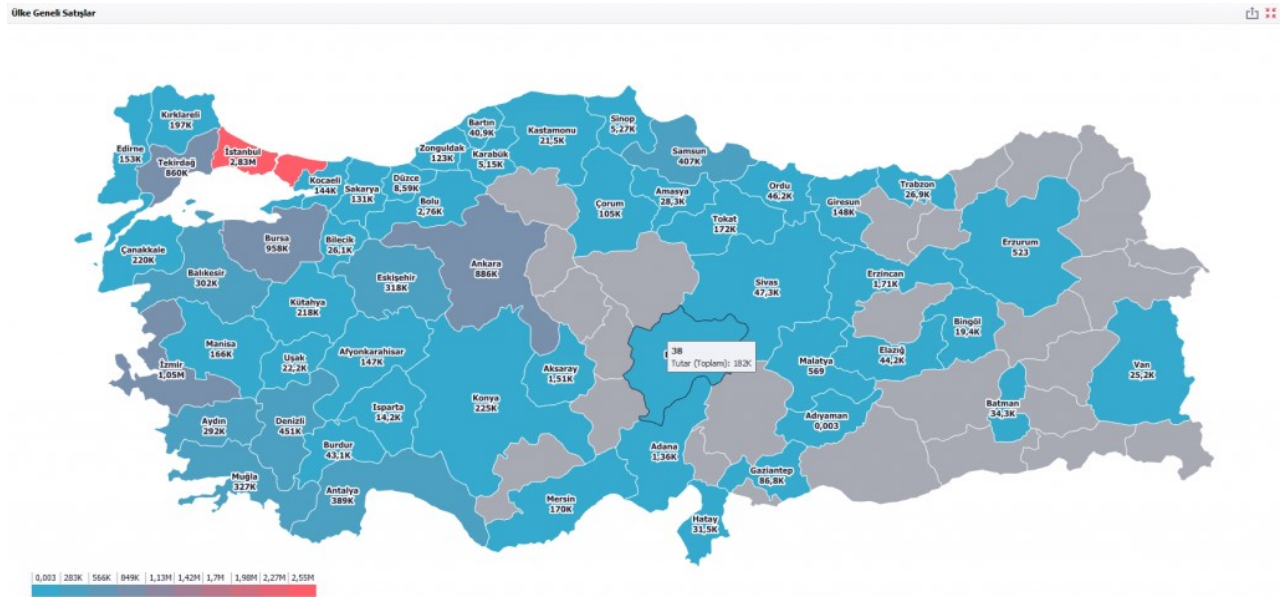 Ülke Geneli Satışlar
Kırklareli
197K
Edirne
153K
Tekirdağ
860K
İstanbul
2,83M
Kocaeli
144K
Sakarya
131K
Düzce
8,59K
Zonguldak
123K
Bartın
40,9K
Karabük
5,15K
Kastamonu
21,5K
Sinop
5,27K
Samsun
407K
Bolu
2,76K
Çorum
105K
Amasya
28,3K
Tokat
172K
Ordu
46,2K
Giresun
148K
Trabzon
26,9K
Çanakkale
220K
Balıkesir
302K
Bursa
958K
Bilecik
26,1K
Eskişehir
318K
Ankara
886K
Sivas
47,3K
Erzincan
1,71K
Erzurum
523
Kütahya
218K
Manisa
166K
İzmir
1,05M
Uşak
22,2K
Afyonkarahisar
147K
Aksaray
1,51K
38
Tutar (Toplam): 182K
Malatya
569
Elazığ
44,2K
Bingöl
19,4K
Van
25,2K
Batman
34,3K
Aydın
292K
Denizli
451K
Isparta
14,2K
Konya
225K
Burdur
43,1K
Muğla
327K
Antalya
389K
Mersin
170K
Adana
1,36K
Adıyaman
0,003
Gaziantep
86,8K
Hatay
31,5K
0,003 283K 566K 849K 1,13M 1,42M 1,7M 1,98M 2,27M 2,55M